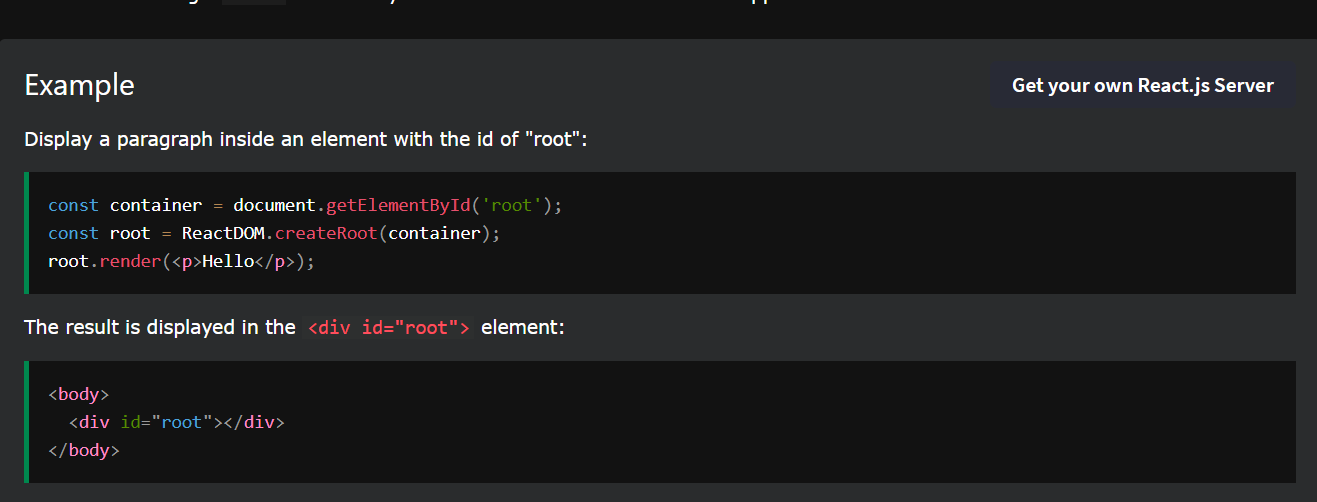 Example
Get your own React.js Server
Display a paragraph inside an element with the id of "root":
const container = document.getElementById('root');
const root = ReactDOM.createRoot(container);
root.render(<p>Hello</p>);
The result is displayed in the <div id="root"> element:
<body>
  <div id="root"></div>
</body>